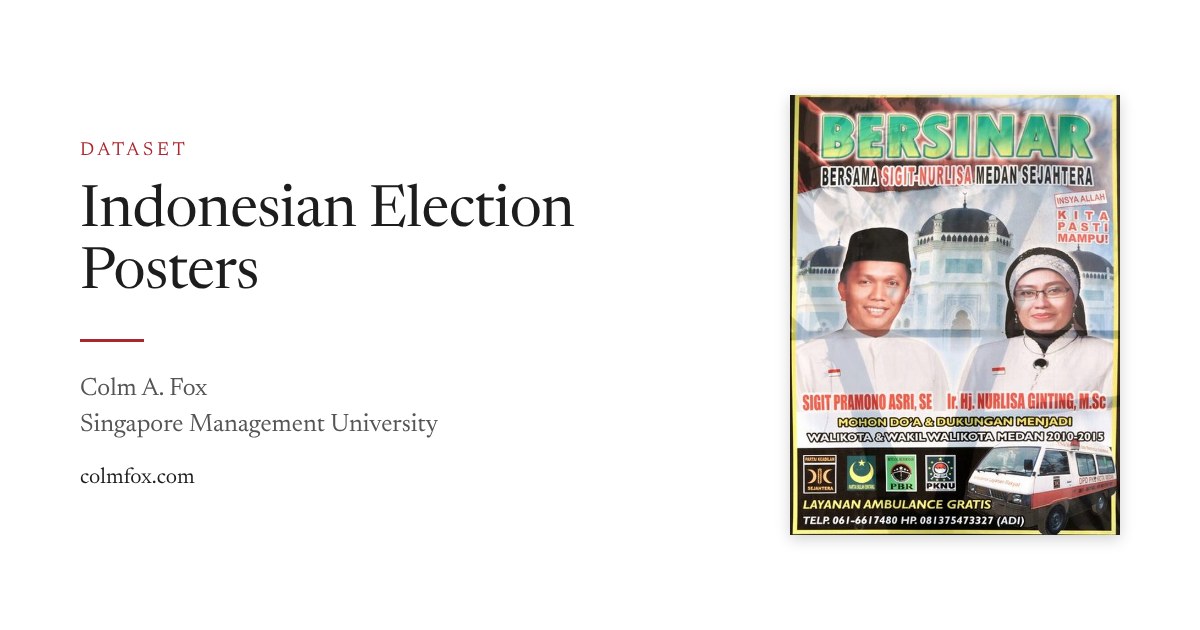 DATASET
Indonesian Election
Posters
Colm A. Fox
Singapore Management University
colmfox.com
BERSINAR
BERSAMA SIGIT-NURLISA MEDAN SEJAHTERA
INSYA ALLAH
KITA
PASTI
MAMPU!
SIGIT PRAMONO ASRI, SE
Ir. Hj. NURLISA GINTING, M.Sc
MOHON DO'A & DUKUNGAN MENJADI
WALIKOTA & WAKIL WALIKOTA MEDAN 2010-2015
PARTAI KEADILAN
SEJAHTERA
PBR
PKNU
LAYANAN AMBULANCE GRATIS
TELP. 061-6617480 HP. 081375473327 (ADI)